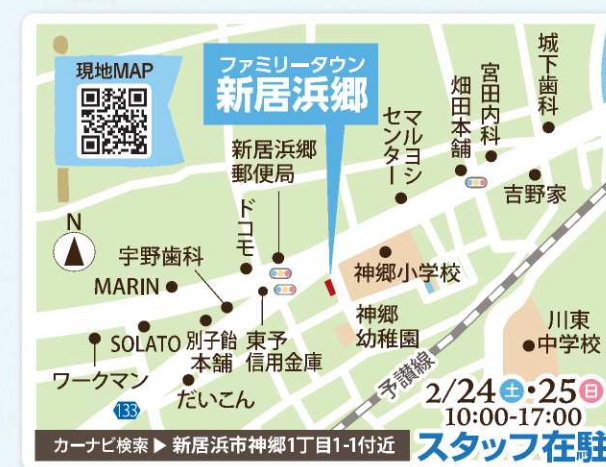 現地MAP
ファミリータウン
新居浜郷
新居浜郷
郵便局
ドコモ
マルヨシ
センター
畑田本舗
宮田内科
城下歯科
吉野家
N
宇野歯科
MARIN
神郷小学校
SOLATO
別子飴
本舗
東予
信用金庫
神郷
幼稚園
川東
中学校
ワークマン
だいこん
133
予讃線
2/24土・25日
10:00-17:00
カーナビ検索▶新居浜市神郷1丁目1-1付近
スタッフ在駐